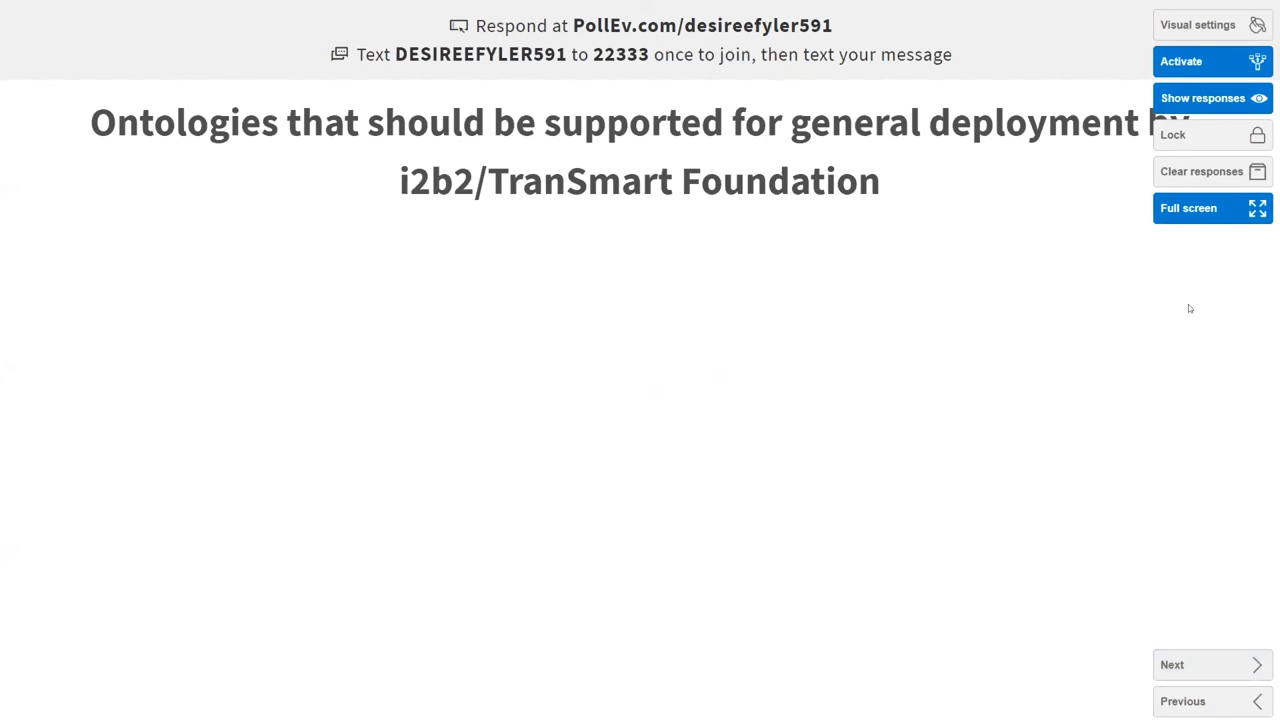 Respond at PollEv.com/desireefyler591
Text DESIREEFYLER591 to 22333 once to join, then text your message
Ontologies that should be supported for general deployment by
i2b2/TranSmart Foundation
Visual settings
Activate
Show responses
Lock
Clear responses
Full screen
Next
Previous